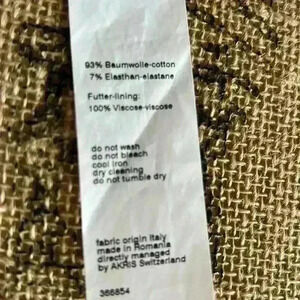 93% Baumwolle-cotton
7% Elasthan-elastane
Futter-lining:
100% Viscose-viscose
do not wash
do not bleach
cool iron
dry cleaning
do not tumble dry
fabric origin Italy
made in Romania
directly managed
by AKRIS Switzerland
366854